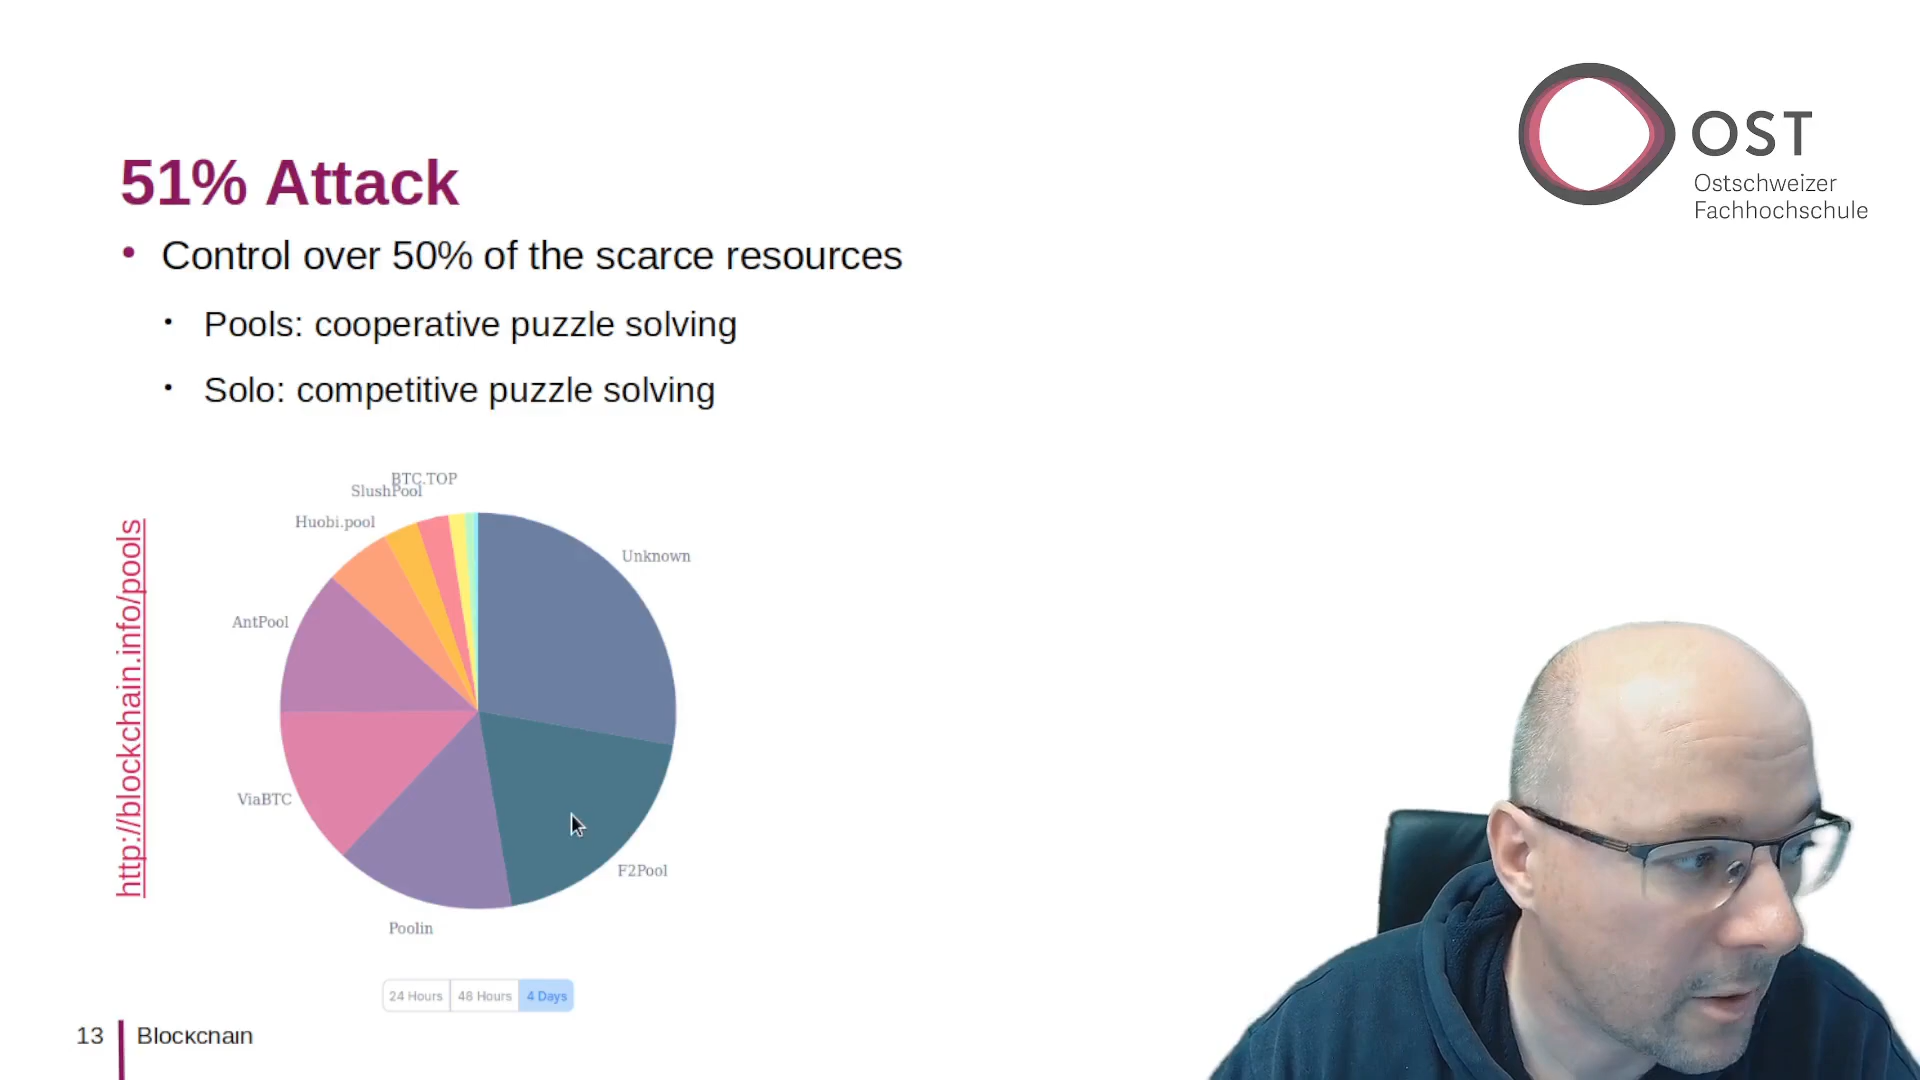 OST
Ostschweizer
Fachhochschule
51% Attack
• Control over 50% of the scarce resources
• Pools: cooperative puzzle solving
• Solo: competitive puzzle solving
http://blockchain.info/pools
BTC.TOP
SlushPool
Huobi.pool
Unknown
AntPool
ViaBTC
F2Pool
Poolin
24 Hours 48 Hours 4 Days
13 Blockchain